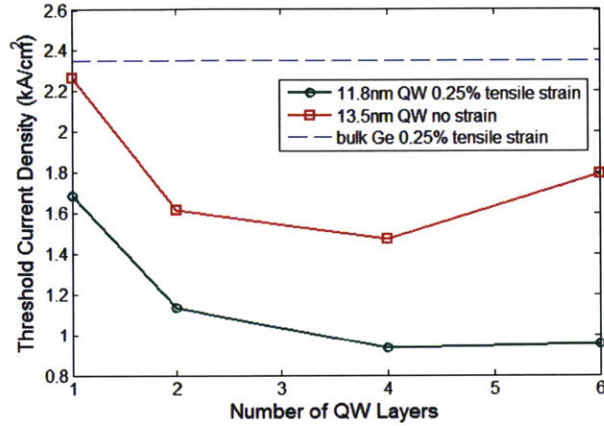 Threshold Current Density (kA/cm²)
2.6
2.4
2.2
2
1.8
1.6
1.4
1.2
1
0.8
11.8nm QW 0.25% tensile strain
13.5nm QW no strain
bulk Ge 0.25% tensile strain
1 2 3 4 5 6
Number of QW Layers